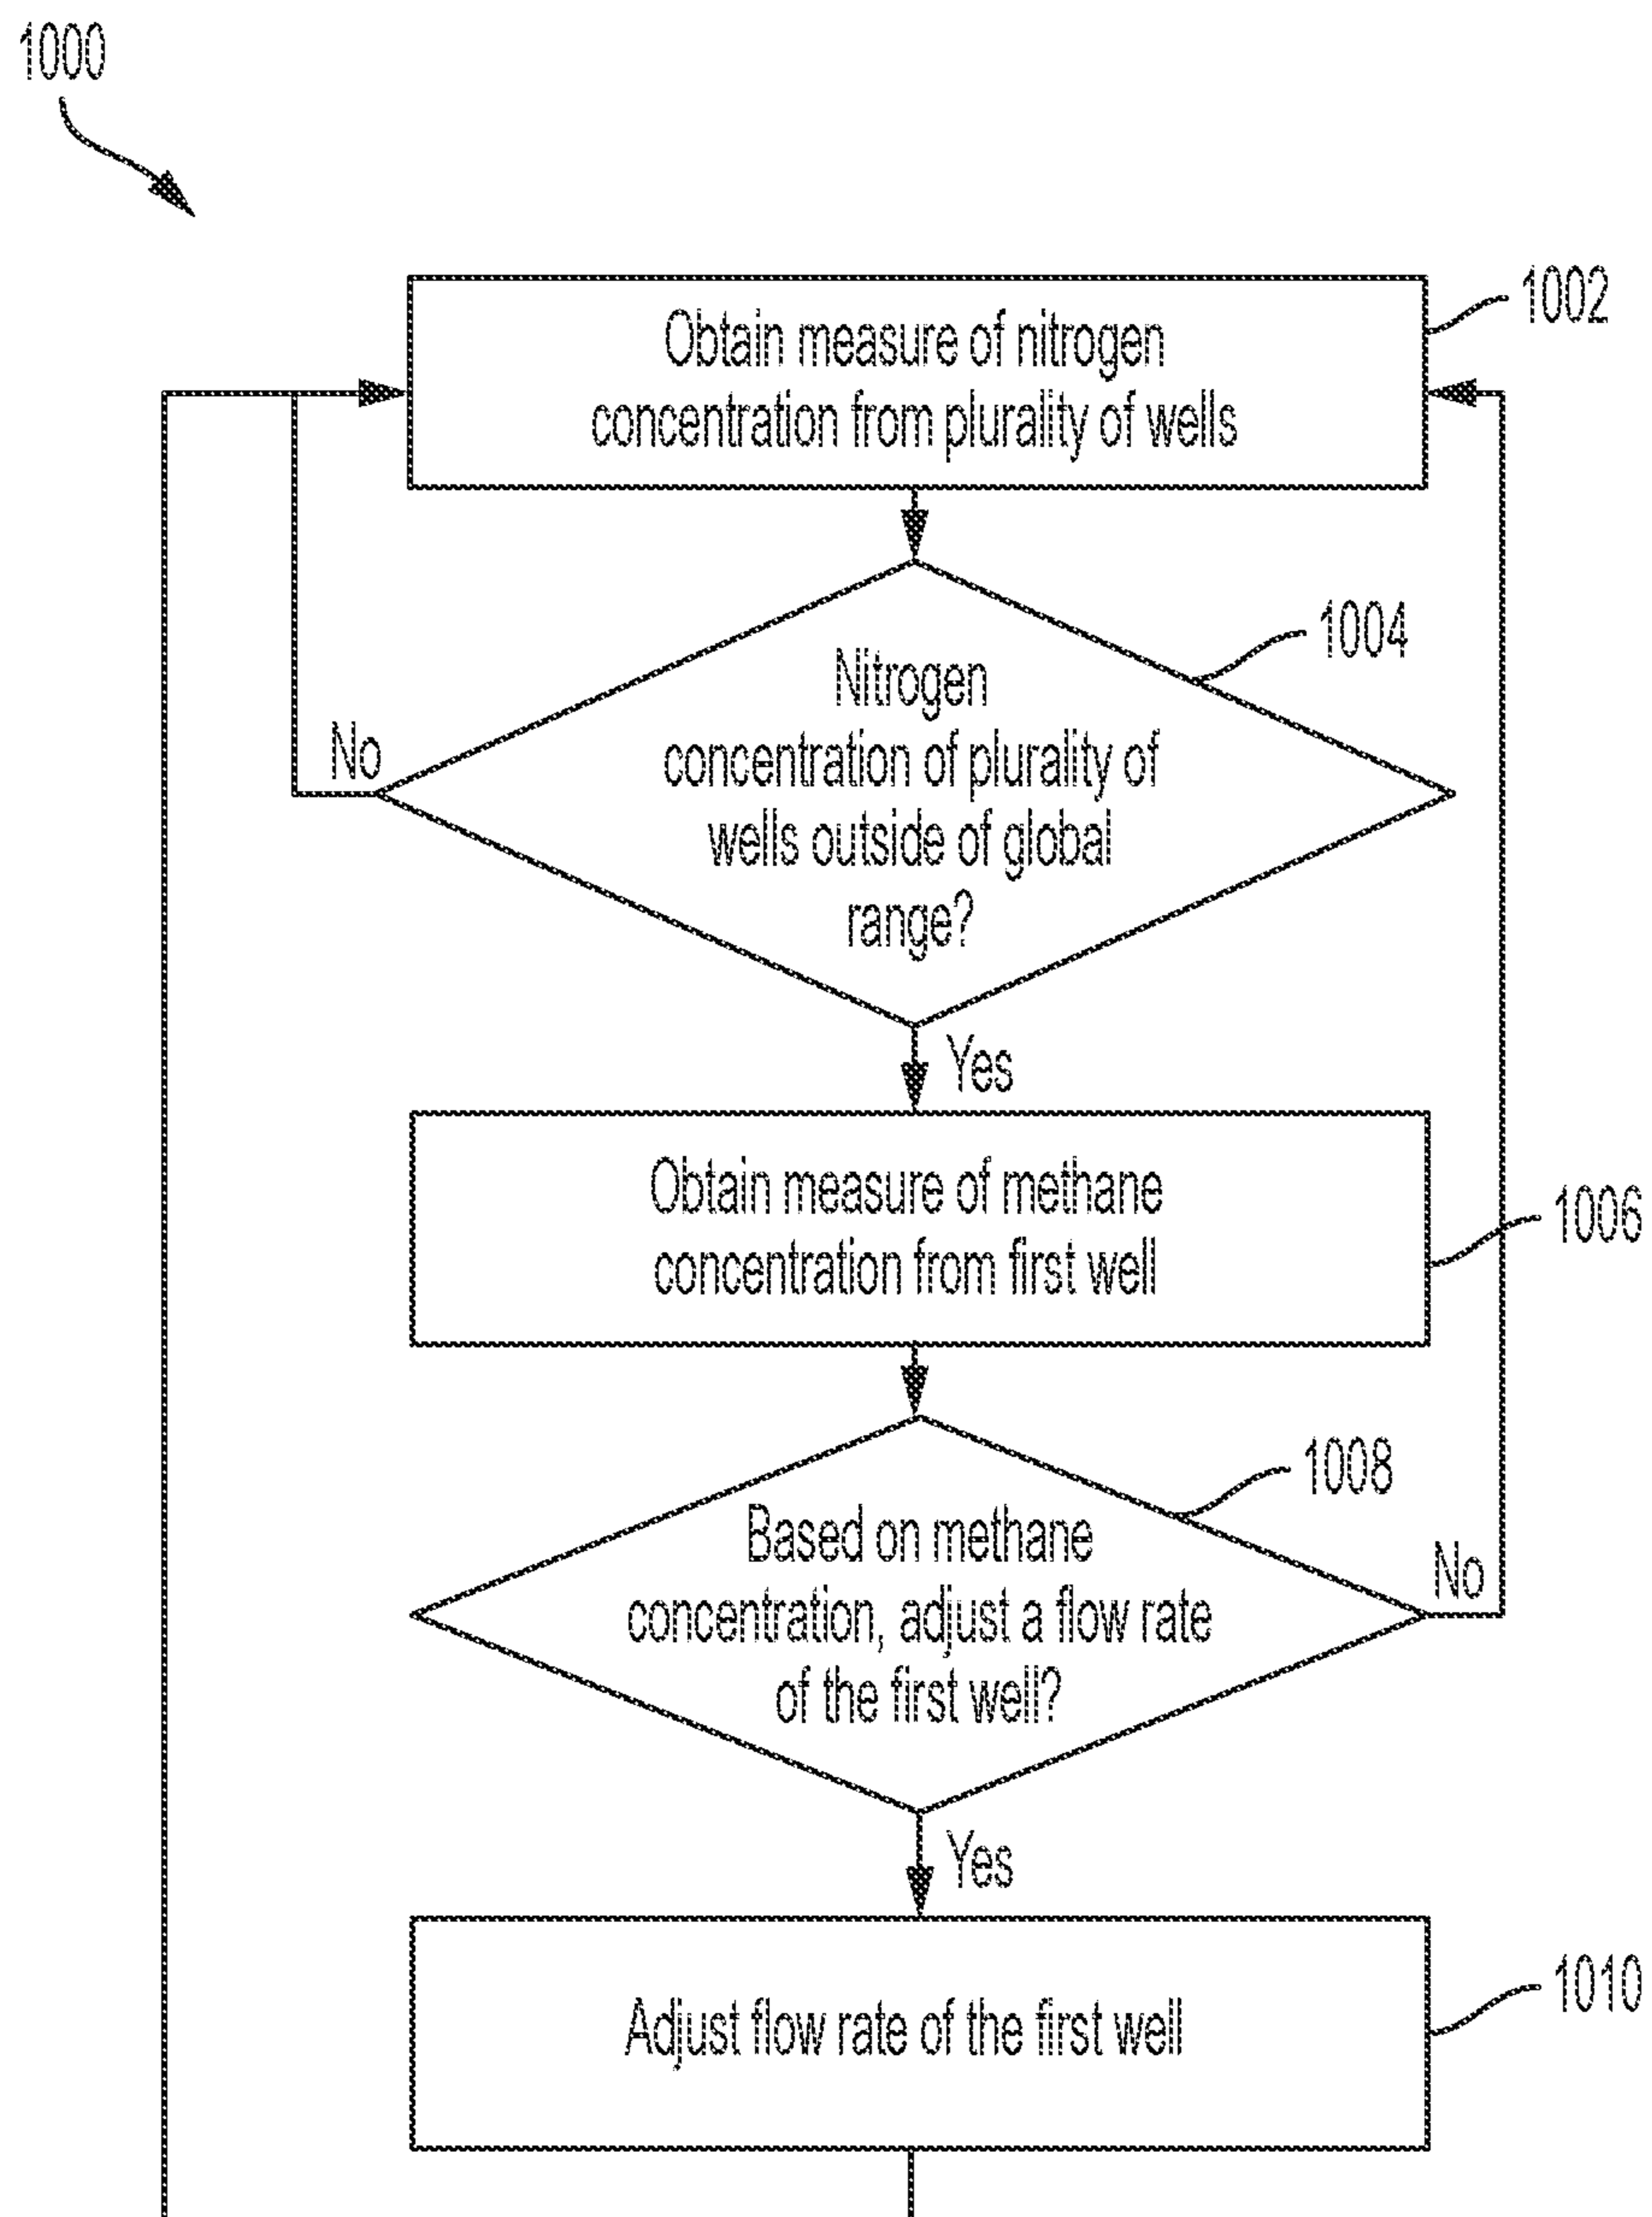 1000
1002
Obtain measure of nitrogen
concentration from plurality of wells
1004
Nitrogen
concentration of plurality of
wells outside of global
range?
No
Yes
Obtain measure of methane
concentration from first well
1006
1008
Based on methane
concentration, adjust a flow rate
of the first well?
No
Yes
Adjust flow rate of the first well
1010